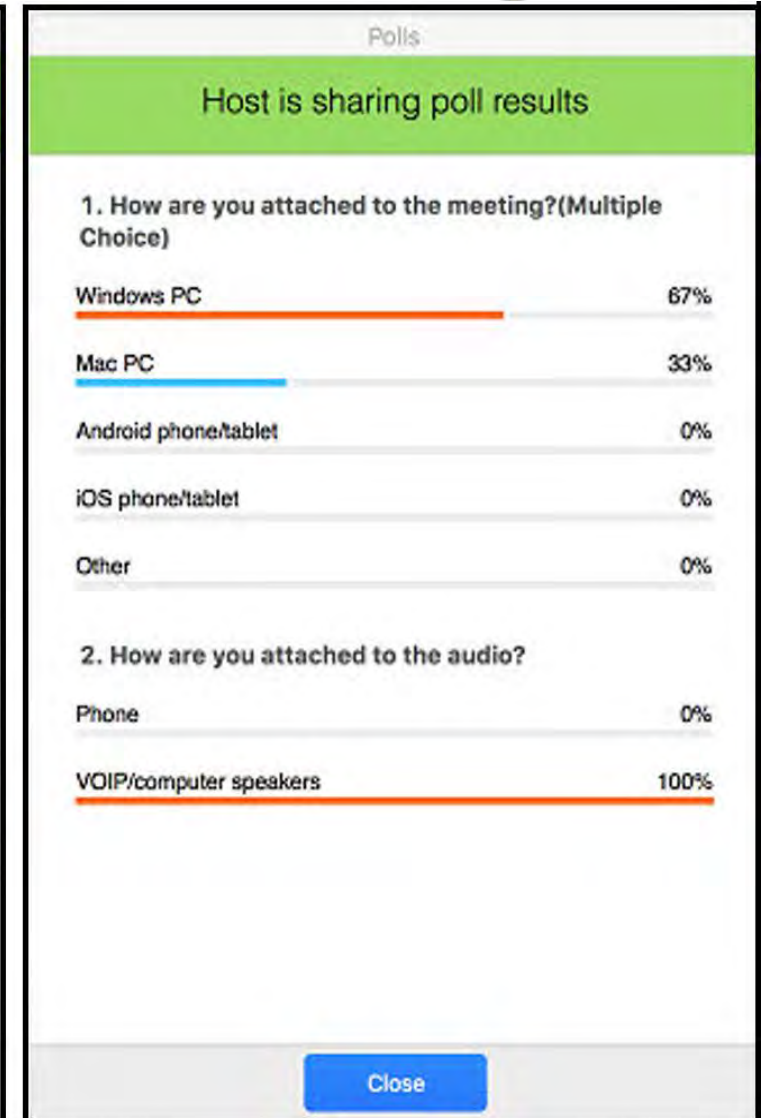 Polls
Host is sharing poll results
1. How are you attached to the meeting?(Multiple
Choice)
Windows PC 67%
Mac PC 33%
Android phone/tablet 0%
iOS phone/tablet 0%
Other 0%
2. How are you attached to the audio?
Phone 0%
VOIP/computer speakers 100%
Close